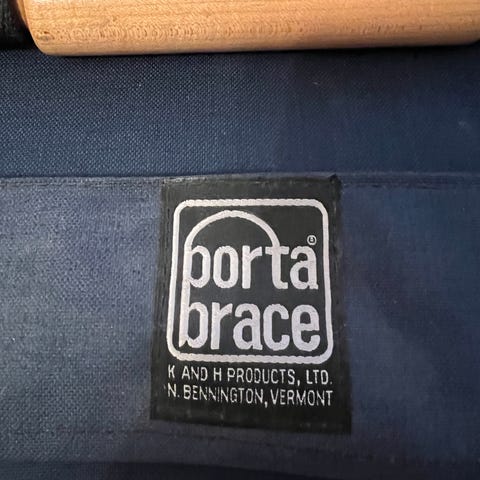 porta®
brace
K AND H PRODUCTS, LTD.
N. BENNINGTON, VERMONT